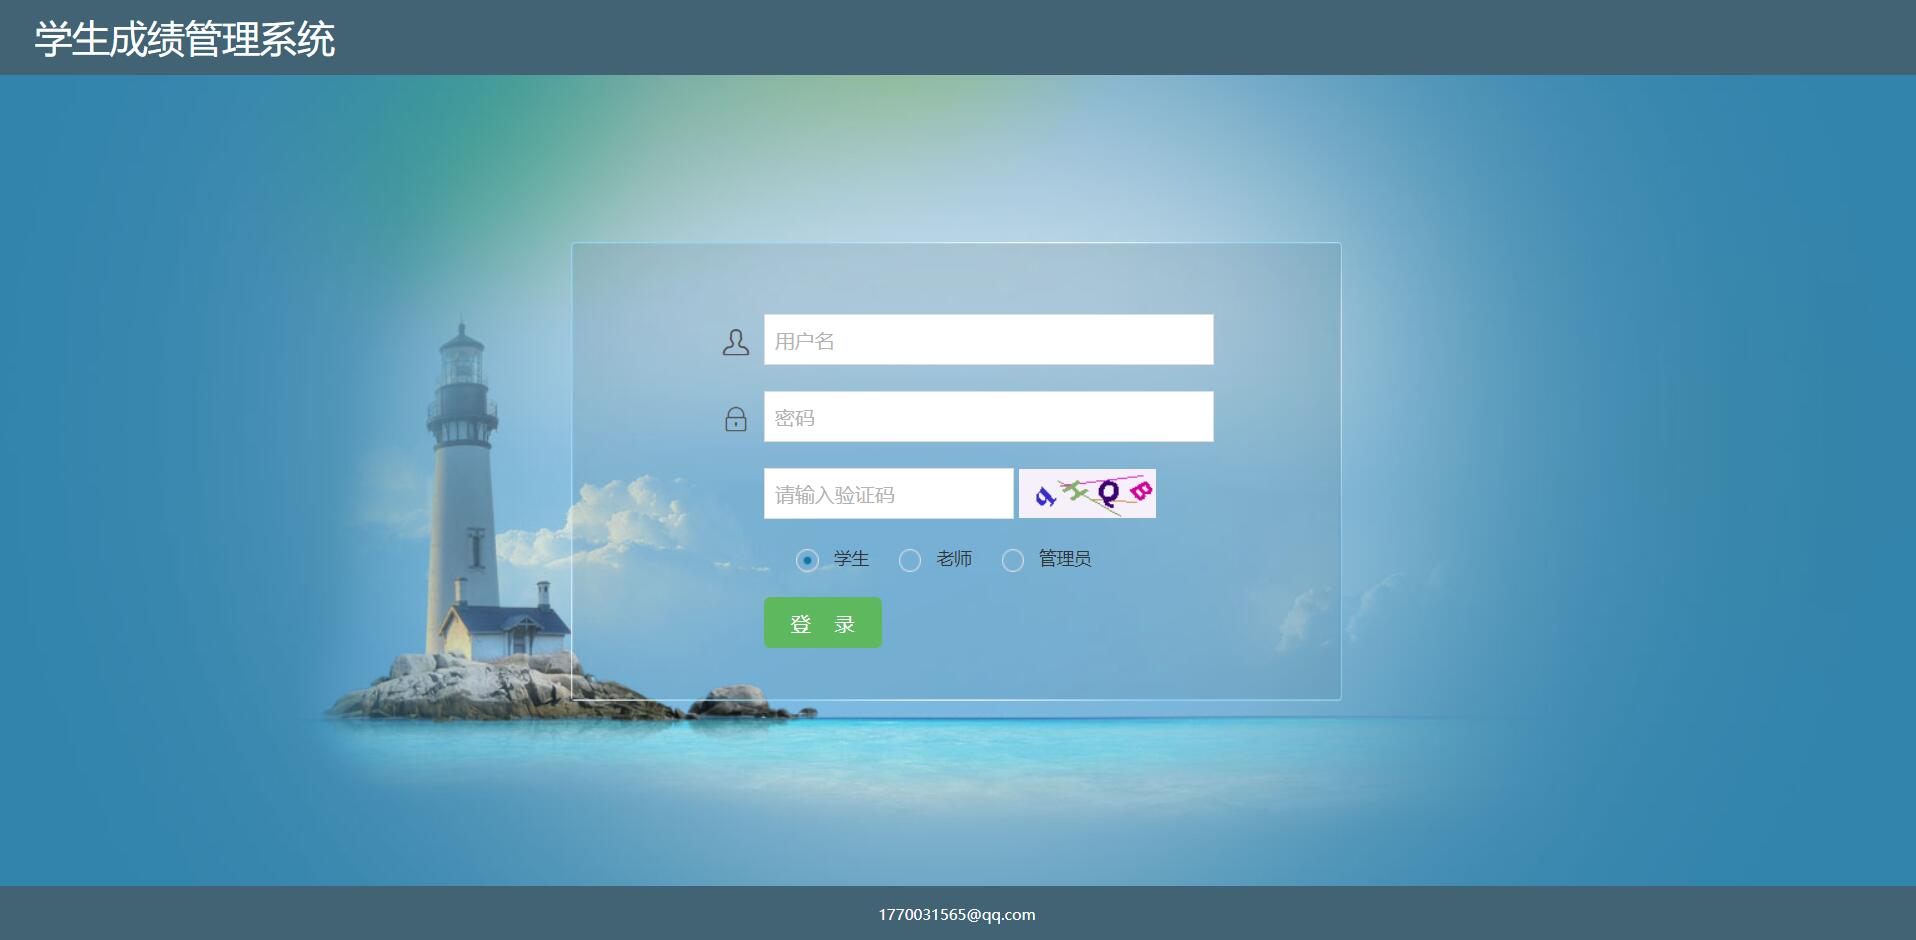 学生成绩管理系统
用户名
密码
请输入验证码
学生 老师 管理员
登 录
1770031565@qq.com